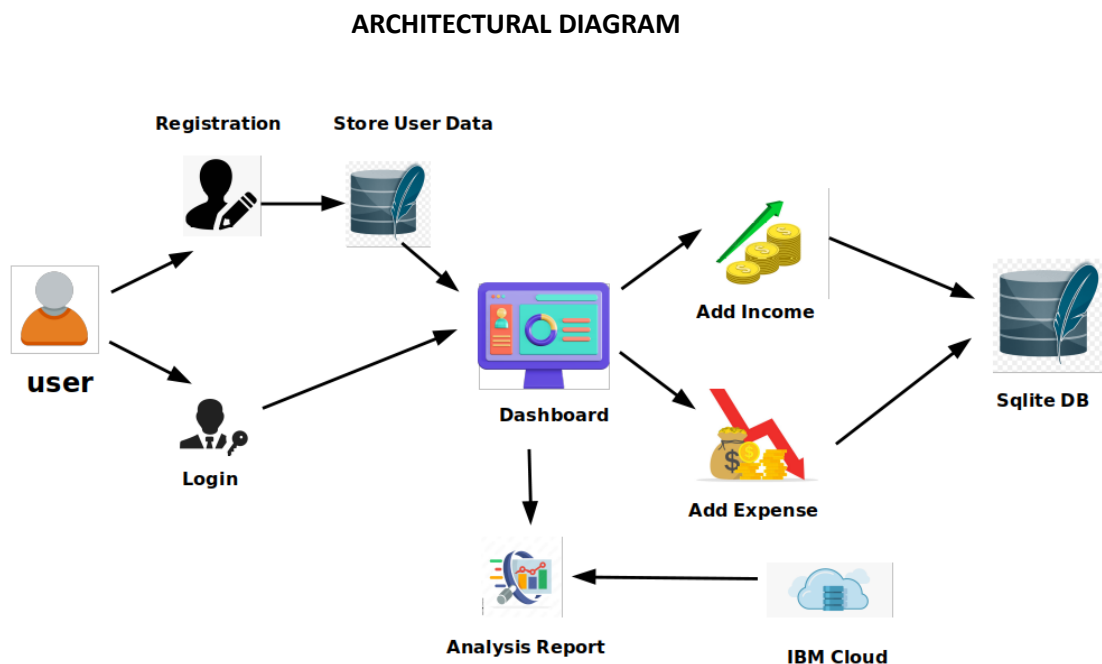 ARCHITECTURAL DIAGRAM
Registration
Store User Data
user
Login
Dashboard
Add Income
Add Expense
Sqlite DB
Analysis Report
IBM Cloud